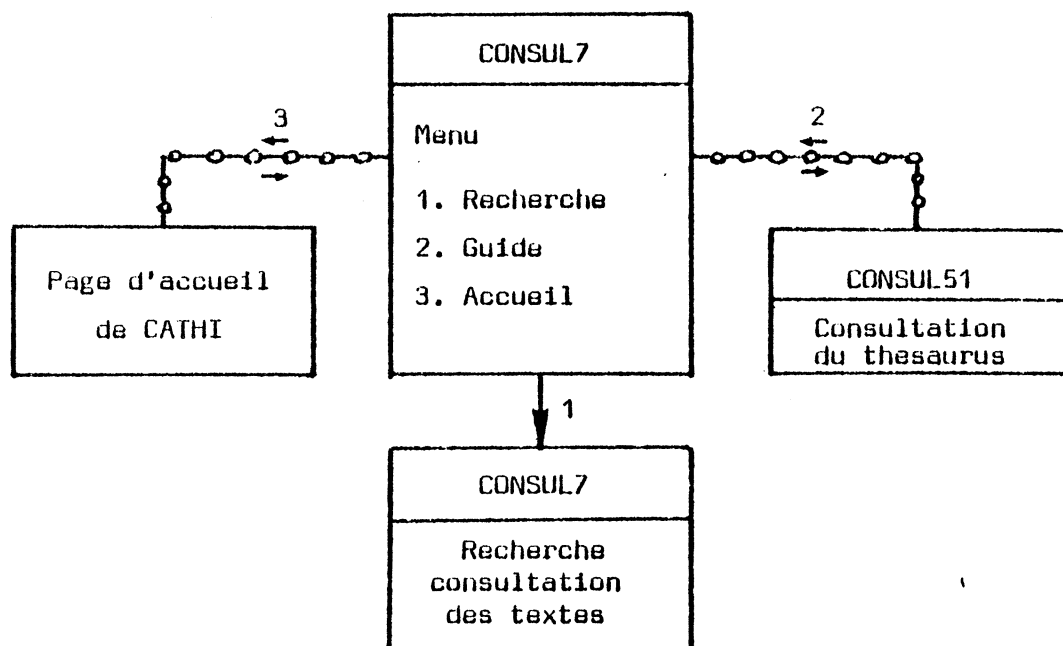 CONSUL7
Menu
1. Recherche
2. Guide
3. Accueil
3
2
Page d'accueil
de CATHI
CONSUL51
Consultation
du thesaurus
1
CONSUL7
Recherche
consultation
des textes